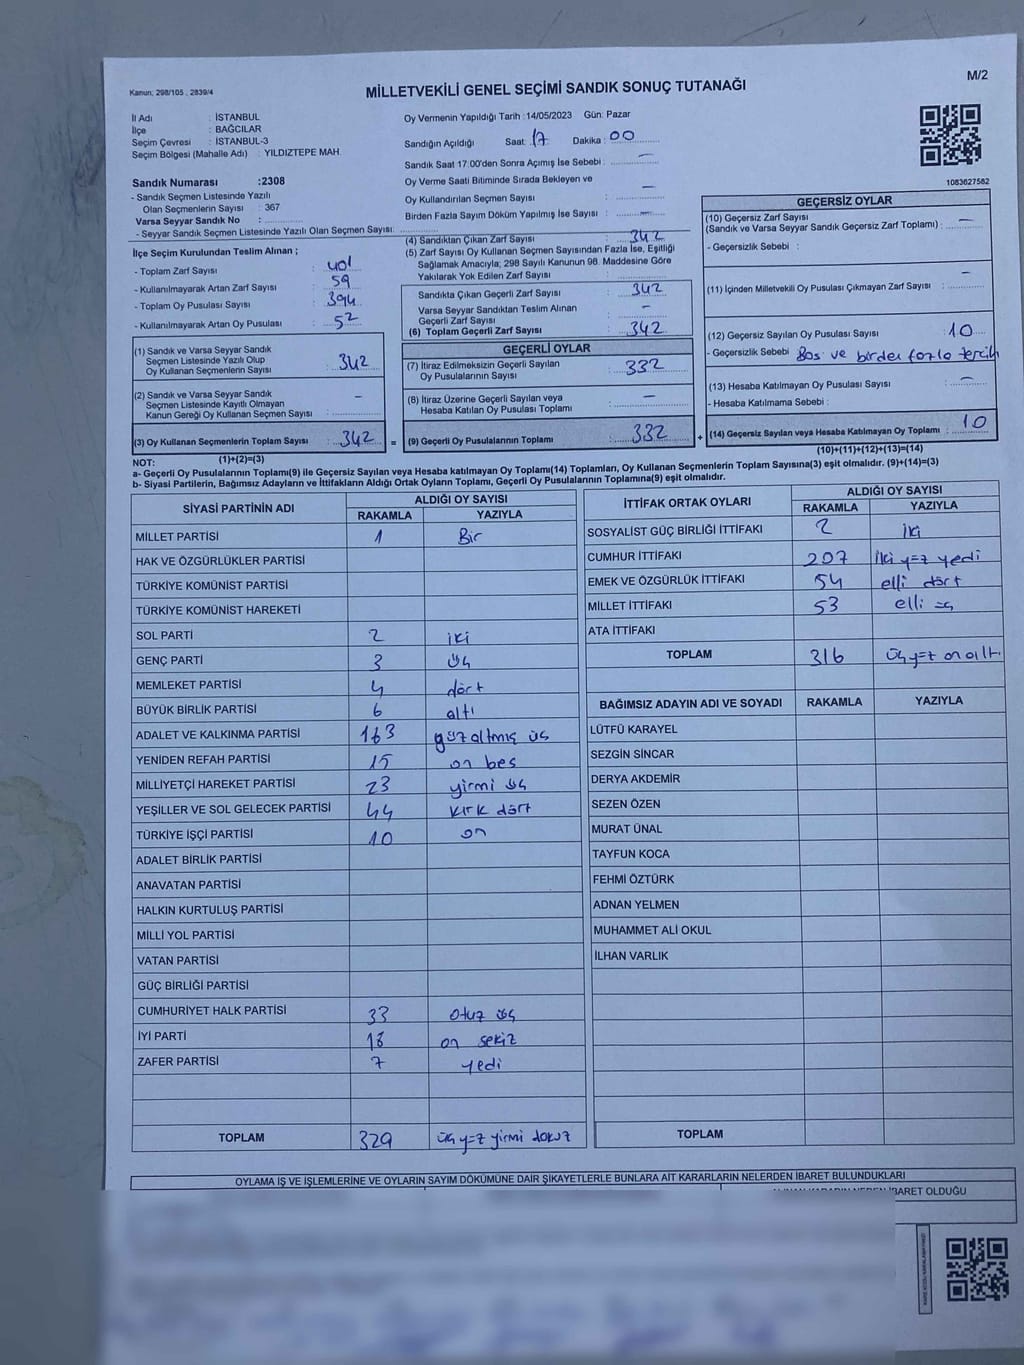 Kanun: 298/105, 2839/4
MİLLETVEKİLİ GENEL SEÇİMİ SANDIK SONUÇ TUTANAĞI
M/2
İl Adı : İSTANBUL
İlçe : BAĞCILAR
Seçim Çevresi : İSTANBUL-3
Seçim Bölgesi (Mahalle Adı) : YILDIZTEPE MAH.
Oy Vermenin Yapıldığı Tarih : 14/05/2023 Gün: Pazar
Sandığın Açıldığı Saat: 17 Dakika : 00
Sandık Saat 17:00'den Sonra Açımış İse Sebebi : —
Oy Verme Saati Bitiminde Sırada Bekleyen ve
Oy Kullandırılan Seçmen Sayısı : —
Birden Fazla Sayım Döküm Yapılmış İse Sayısı : —
1083627582
Sandık Numarası :2308
- Sandık Seçmen Listesinde Yazılı
Olan Seçmenlerin Sayısı : 367
Varsa Seyyar Sandık No :
- Seyyar Sandık Seçmen Listesinde Yazılı Olan Seçmen Sayısı:
İlçe Seçim Kurulundan Teslim Alınan ;
- Toplam Zarf Sayısı : 401
- Kullanılmayarak Artan Zarf Sayısı : 59
- Toplam Oy Pusulası Sayısı : 394
- Kullanılmayarak Artan Oy Pusulası : 52
(1) Sandık ve Varsa Seyyar Sandık
Seçmen Listesinde Yazılı Olup
Oy Kullanan Seçmenlerin Sayısı : 342
(2) Sandık ve Varsa Seyyar Sandık
Seçmen Listesinde Kayıtlı Olmayan
Kanun Gereği Oy Kullanan Seçmen Sayısı : —
(3) Oy Kullanan Seçmenlerin Toplam Sayısı : 342 =
(1)+(2)=(3)
(4) Sandıktan Çıkan Zarf Sayısı : 342
(5) Zarf Sayısı Oy Kullanan Seçmen Sayısından Fazla İse, Eşitliği
Sağlamak Amacıyla; 298 Sayılı Kanunun 98. Maddesine Göre
Yakılarak Yok Edilen Zarf Sayısı :
Sandıkta Çıkan Geçerli Zarf Sayısı : 342
Varsa Seyyar Sandıktan Teslim Alınan
Geçerli Zarf Sayısı : —
(6) Toplam Geçerli Zarf Sayısı : 342
GEÇERLİ OYLAR
(7) İtiraz Edilmeksizin Geçerli Sayılan
Oy Pusulalarının Sayısı : 332
(8) İtiraz Üzerine Geçerli Sayılan veya
Hesaba Katılan Oy Pusulası Toplamı : —
(9) Geçerli Oy Pusulalarının Toplamı : 332 +
GEÇERSİZ OYLAR
(10) Geçersiz Zarf Sayısı
(Sandık ve Varsa Seyyar Sandık Geçersiz Zarf Toplamı) : —
- Geçersizlik Sebebi :
(11) İçinden Milletvekili Oy Pusulası Çıkmayan Zarf Sayısı : —
(12) Geçersiz Sayılan Oy Pusulası Sayısı : 10
- Geçersizlik Sebebi : Bos ve birden fazla tercih
(13) Hesaba Katılmayan Oy Pusulası Sayısı : —
- Hesaba Katılmama Sebebi :
(14) Geçersiz Sayılan veya Hesaba Katılmayan Oy Toplamı : 10
(10)+(11)+(12)+(13)=(14)
NOT:
a- Geçerli Oy Pusulalarının Toplamı(9) ile Geçersiz Sayılan veya Hesaba katılmayan Oy Toplamı(14) Toplamları, Oy Kullanan Seçmenlerin Toplam Sayısına(3) eşit olmalıdır. (9)+(14)=(3)
b- Siyasi Partilerin, Bağımsız Adayların ve İttifakların Aldığı Ortak Oyların Toplamı, Geçerli Oy Pusulalarının Toplamına(9) eşit olmalıdır.
SİYASİ PARTİNİN ADI ALDIĞI OY SAYISI
RAKAMLA YAZIYLA
MİLLET PARTİSİ 1 Bir
HAK VE ÖZGÜRLÜKLER PARTİSİ
TÜRKİYE KOMÜNİST PARTİSİ
TÜRKİYE KOMÜNİST HAREKETİ
SOL PARTİ 2 iki
GENÇ PARTİ 3 üç
MEMLEKET PARTİSİ 4 dört
BÜYÜK BİRLİK PARTİSİ 6 altı
ADALET VE KALKINMA PARTİSİ 163 yüz altmış üç
YENİDEN REFAH PARTİSİ 15 on beş
MİLLİYETÇİ HAREKET PARTİSİ 23 yirmi üç
YEŞİLLER VE SOL GELECEK PARTİSİ 44 kırk dört
TÜRKİYE İŞÇİ PARTİSİ 10 on
ADALET BİRLİK PARTİSİ
ANAVATAN PARTİSİ
HALKIN KURTULUŞ PARTİSİ
MİLLİ YOL PARTİSİ
VATAN PARTİSİ
GÜÇ BİRLİĞİ PARTİSİ
CUMHURİYET HALK PARTİSİ 33 Otuz üç
İYİ PARTİ 18 on sekiz
ZAFER PARTİSİ 7 yedi
TOPLAM 329 üç yüz yirmi dokuz
İTTİFAK ORTAK OYLARI ALDIĞI OY SAYISI
RAKAMLA YAZIYLA
SOSYALİST GÜÇ BİRLİĞİ İTTİFAKI 2 iki
CUMHUR İTTİFAKI 207 iki yüz yedi
EMEK VE ÖZGÜRLÜK İTTİFAKI 54 elli dört
MİLLET İTTİFAKI 53 elli üç
ATA İTTİFAKI
TOPLAM 316 üç yüz on altı
BAĞIMSIZ ADAYIN ADI VE SOYADI RAKAMLA YAZIYLA
LÜTFÜ KARAYEL
SEZGİN SİNCAR
DERYA AKDEMİR
SEZEN ÖZEN
MURAT ÜNAL
TAYFUN KOCA
FEHMİ ÖZTÜRK
ADNAN YELMEN
MUHAMMET ALİ OKUL
İLHAN VARLIK
TOPLAM
OYLAMA İŞ VE İŞLEMLERİNE VE OYLARIN SAYIM DÖKÜMÜNE DAİR ŞİKAYETLERLE BUNLARA AİT KARARLARIN NELERDEN İBARET BULUNDUKLARI
İBARET OLDUĞU